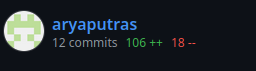 aryaputras
12 commits 106 ++ 18 --